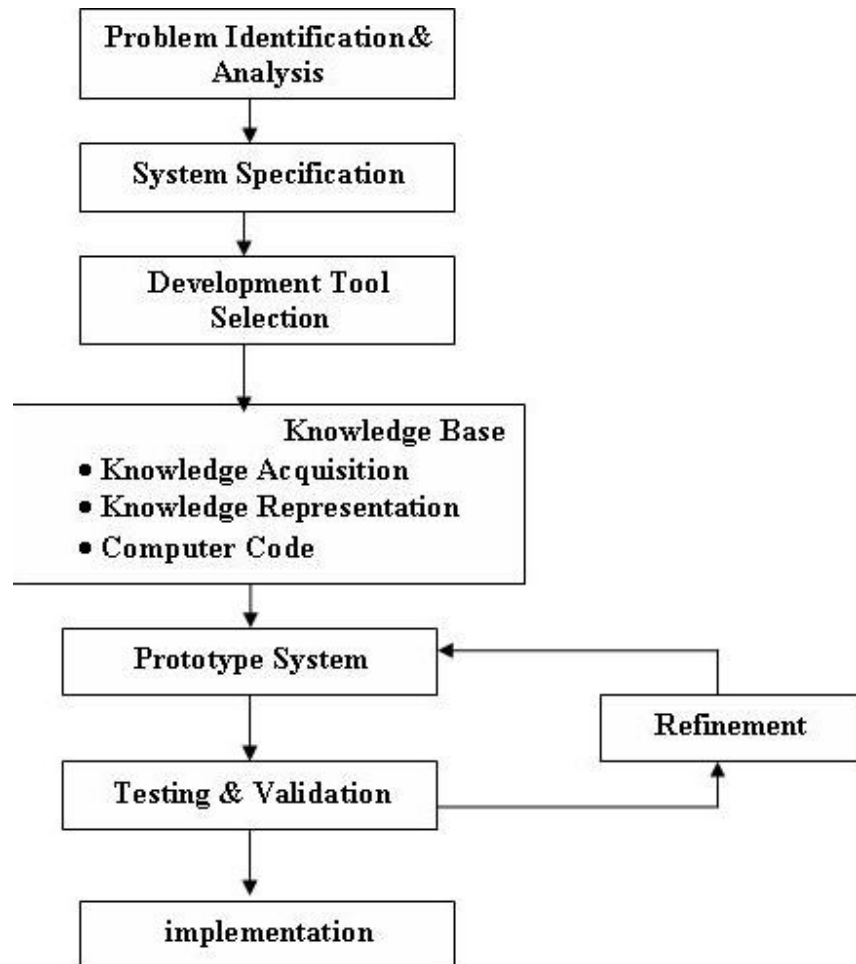 Problem Identification&
Analysis
System Specification
Development Tool
Selection
Knowledge Base
• Knowledge Acquisition
• Knowledge Representation
• Computer Code
Prototype System
Refinement
Testing & Validation
implementation